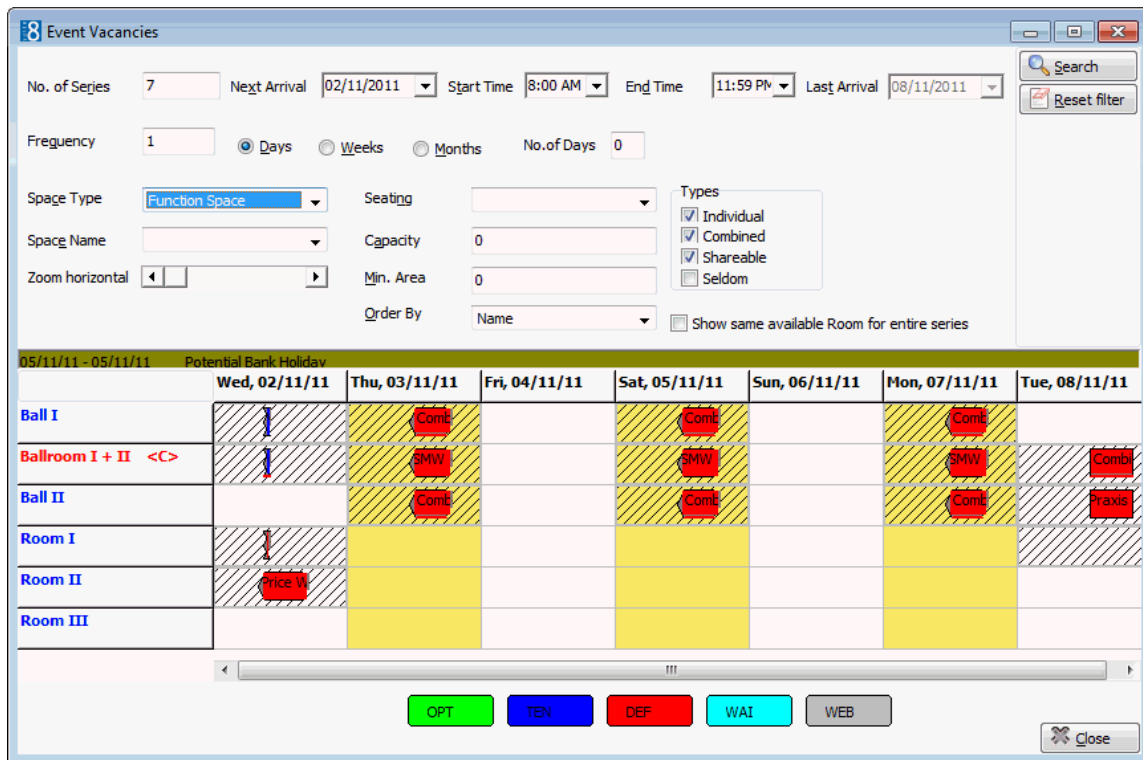 8 Event Vacancies
No. of Series 7 Next Arrival 02/11/2011 Start Time 8:00 AM End Time 11:59 PM Last Arrival 08/11/2011
Search
Reset filter
Frequency 1 Days Weeks Months No.of Days 0
Space Type Function Space Seating
Types
Individual
Space Name Capacity 0 Combined
Shareable
Zoom horizontal Min. Area 0 Seldom
Order By Name Show same available Room for entire series
05/11/11 - 05/11/11 Potential Bank Holiday
Wed, 02/11/11 Thu, 03/11/11 Fri, 04/11/11 Sat, 05/11/11 Sun, 06/11/11 Mon, 07/11/11 Tue, 08/11/11
Ball I Comb Comb Comb
Ballroom I + II <C> SMW SMW SMW Combi
Ball II Comb Comb Comb Praxis
Room I
Room II Price W
Room III
OPT TEN DEF WAI WEB
Close